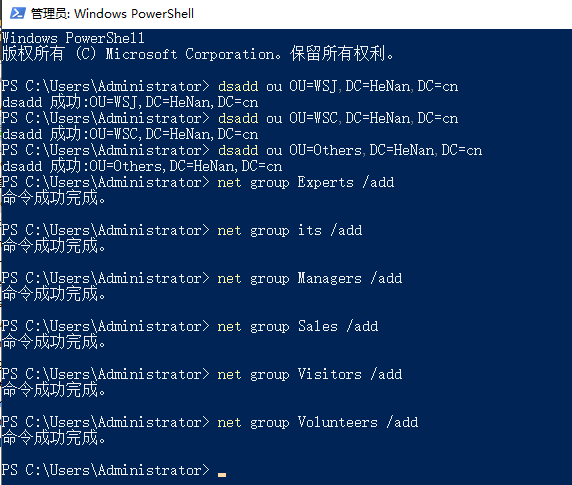 管理员: Windows PowerShell
Windows PowerShell
版权所有 (C) Microsoft Corporation。保留所有权利。
PS C:\Users\Administrator> dsadd ou OU=WSJ,DC=HeNan,DC=cn
dsadd 成功:OU=WSJ,DC=HeNan,DC=cn
PS C:\Users\Administrator> dsadd ou OU=WSC,DC=HeNan,DC=cn
dsadd 成功:OU=WSC,DC=HeNan,DC=cn
PS C:\Users\Administrator> dsadd ou OU=Others,DC=HeNan,DC=cn
dsadd 成功:OU=Others,DC=HeNan,DC=cn
PS C:\Users\Administrator> net group Experts /add
命令成功完成。
PS C:\Users\Administrator> net group its /add
命令成功完成。
PS C:\Users\Administrator> net group Managers /add
命令成功完成。
PS C:\Users\Administrator> net group Sales /add
命令成功完成。
PS C:\Users\Administrator> net group Visitors /add
命令成功完成。
PS C:\Users\Administrator> net group Volunteers /add
命令成功完成。
PS C:\Users\Administrator>